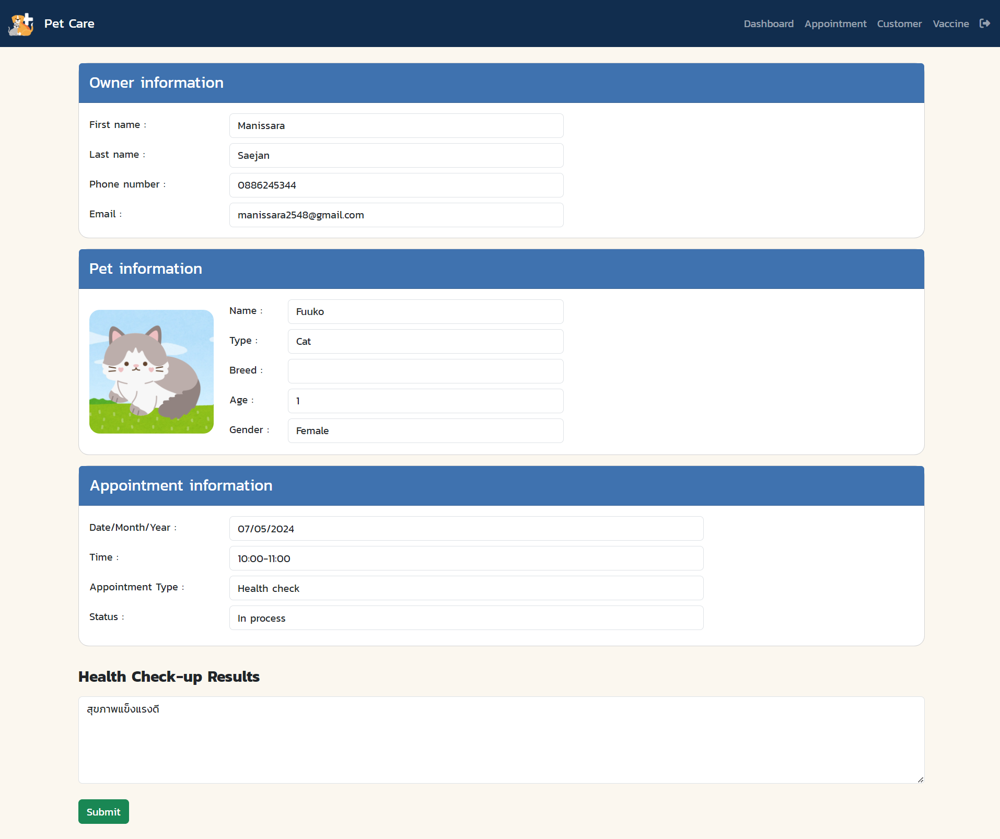 Pet Care
Dashboard Appointment Customer Vaccine
Owner information
First name : Manissara
Last name : Saejan
Phone number : 0886245344
Email : manissara2548@gmail.com
Pet information
Name : Fuuko
Type : Cat
Breed :
Age : 1
Gender : Female
Appointment information
Date/Month/Year : 07/05/2024
Time : 10:00-11:00
Appointment Type : Health check
Status : In process
Health Check-up Results
สุขภาพแข็งแรงดี
Submit